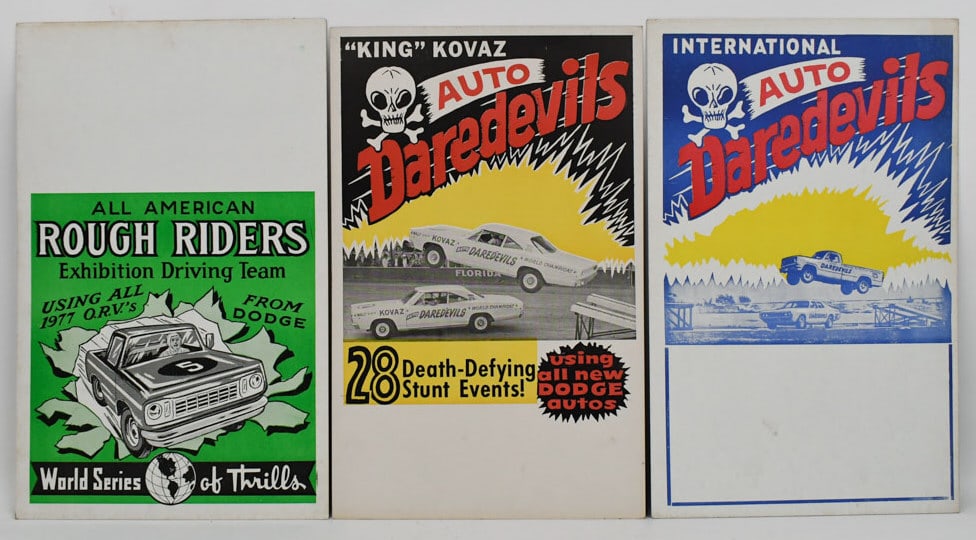 ALL AMERICAN
ROUGH RIDERS
Exhibition Driving Team
USING ALL
1977 O.R.V.'s
FROM
DODGE
5
World Series of Thrills
"KING" KOVAZ
AUTO
Daredevils
KOVAZ AUTO DAREDEVILS
FLORIDA
KOVAZ AUTO DAREDEVILS
28 Death-Defying
Stunt Events!
using
all new
DODGE
autos
INTERNATIONAL
AUTO
Daredevils
DAREDEVILS